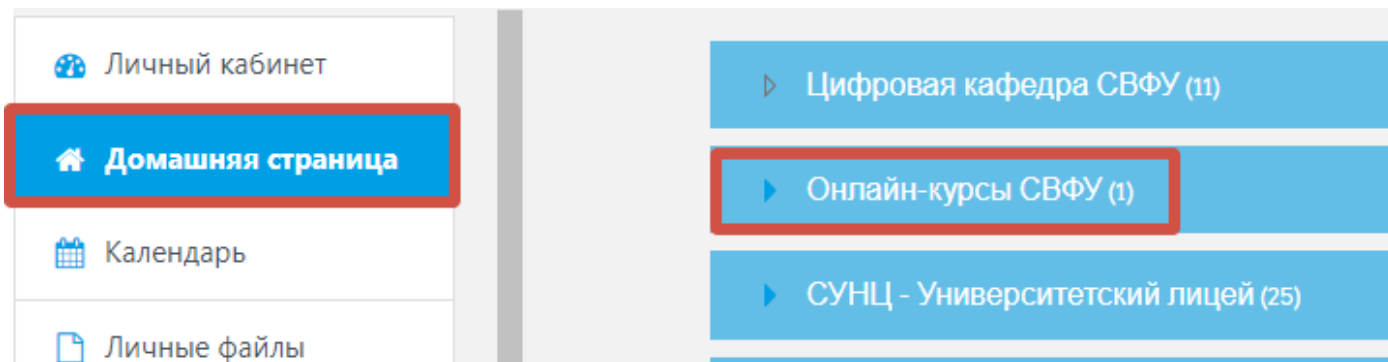 Личный кабинет
Домашняя страница
Календарь
Личные файлы
Цифровая кафедра СВФУ (11)
Онлайн-курсы СВФУ (1)
СУНЦ - Университетский лицей (25)